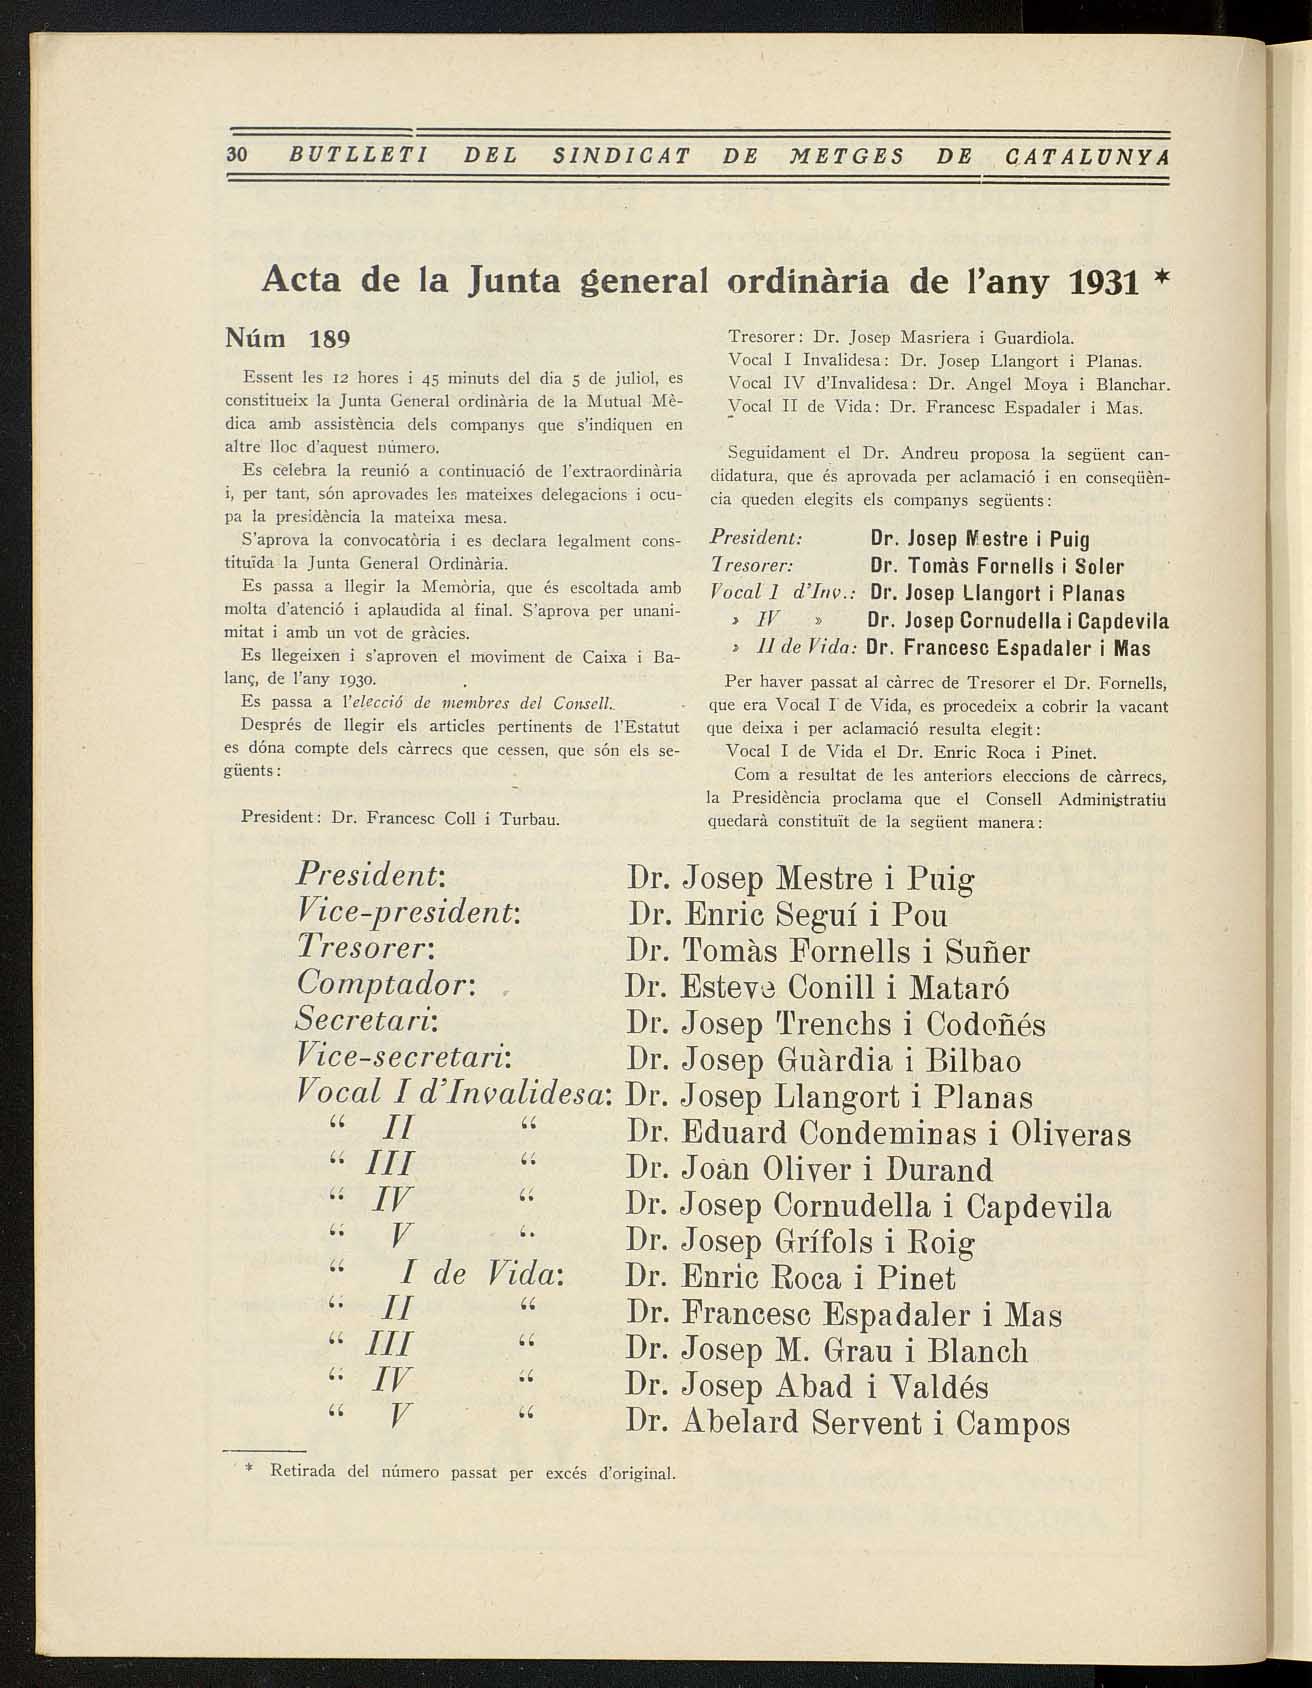 30 BUTLLETI DEL SINDICAT DE METGES DE CATALUNYA
Acta de la Junta general ordinària de l'any 1931 *
Núm 189
Essent les 12 hores i 45 minuts del dia 5 de juliol, es
constitueix la Junta General ordinària de la Mutual Mè-
dica amb assistència dels companys que s'indiquen en
altre lloc d'aquest número.
Es celebra la reunió a continuació de l'extraordinària
i, per tant, són aprovades les mateixes delegacions i ocu-
pa la presidència la mateixa mesa.
S'aprova la convocatòria i es declara legalment cons-
tituïda la Junta General Ordinària.
Es passa a llegir la Memòria, que és escoltada amb
molta d'atenció i aplaudida al final. S'aprova per unani-
mitat i amb un vot de gràcies.
Es llegeixen i s'aproven el moviment de Caixa i Ba-
lanç, de l'any 1930.
Es passa a l'elecció de membres del Consell.
Després de llegir els articles pertinents de l'Estatut
es dóna compte dels càrrecs que cessen, que són els se-
güents:
President: Dr. Francesc Coll i Turbau.
Tresorer: Dr. Josep Masriera i Guardiola.
Vocal I Invalidesa: Dr. Josep Llangort i Planas.
Vocal IV d'Invalidesa: Dr. Angel Moya i Blanchar.
Vocal II de Vida: Dr. Francesc Espadaler i Mas.
Seguidament el Dr. Andreu proposa la següent can-
didatura, que és aprovada per aclamació i en conseqüèn-
cia queden elegits els companys següents:
President: Dr. Josep Mestre i Puig
Tresorer: Dr. Tomàs Fornells i Soler
Vocal I d'Inv.: Dr. Josep Llangort i Planas
» IV » Dr. Josep Cornudella i Capdevila
» II de Vida: Dr. Francesc Espadaler i Mas
Per haver passat al càrrec de Tresorer el Dr. Fornells,
que era Vocal I de Vida, es procedeix a cobrir la vacant
que deixa i per aclamació resulta elegit:
Vocal I de Vida el Dr. Enric Roca i Pinet.
Com a resultat de les anteriors eleccions de càrrecs,
la Presidència proclama que el Consell Administratiu
quedarà constituït de la següent manera:
President: Dr. Josep Mestre i Puig
Vice-president: Dr. Enric Seguí i Pou
Tresorer: Dr. Tomàs Fornells i Suñer
Comptador: Dr. Esteve Conill i Mataró
Secretari: Dr. Josep Trenchs i Codoñés
Vice-secretari: Dr. Josep Guàrdia i Bilbao
Vocal I d'Invalidesa: Dr. Josep Llangort i Planas
“ II “ Dr. Eduard Condeminas i Oliveras
“ III “ Dr. Joàn Oliver i Durand
“ IV “ Dr. Josep Cornudella i Capdevila
“ V “ Dr. Josep Grífols i Roig
“ I de Vida: Dr. Enric Roca i Pinet
“ II “ Dr. Francesc Espadaler i Mas
“ III “ Dr. Josep M. Grau i Blanch
“ IV “ Dr. Josep Abad i Valdés
“ V “ Dr. Abelard Servent i Campos
* Retirada del número passat per excés d'original.